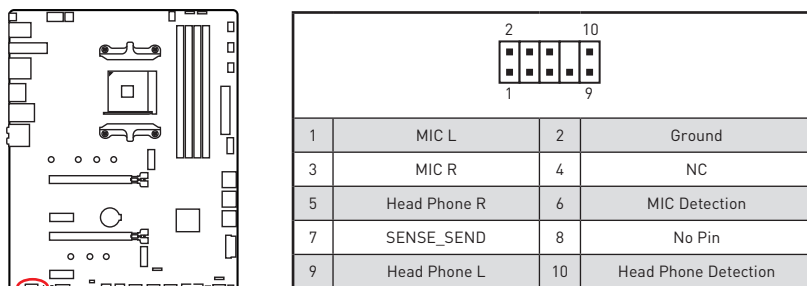 2 10
1 9
1 MIC L 2 Ground
3 MIC R 4 NC
5 Head Phone R 6 MIC Detection
7 SENSE_SEND 8 No Pin
9 Head Phone L 10 Head Phone Detection